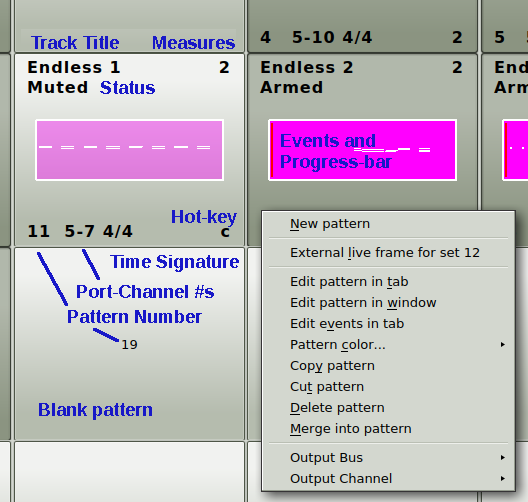 Track Title Measures
4 5-10 4/4 2
5
Endless 1 2
Muted Status
Endless 2 2
Armed
Events and
Progress-bar
Hot-key
11 5-7 4/4 c
Time Signature
Port-Channel #s
Pattern Number
19
Blank pattern
New pattern
External live frame for set 12
Edit pattern in tab
Edit pattern in window
Edit events in tab
Pattern color...
Copy pattern
Cut pattern
Delete pattern
Merge into pattern
Output Bus
Output Channel